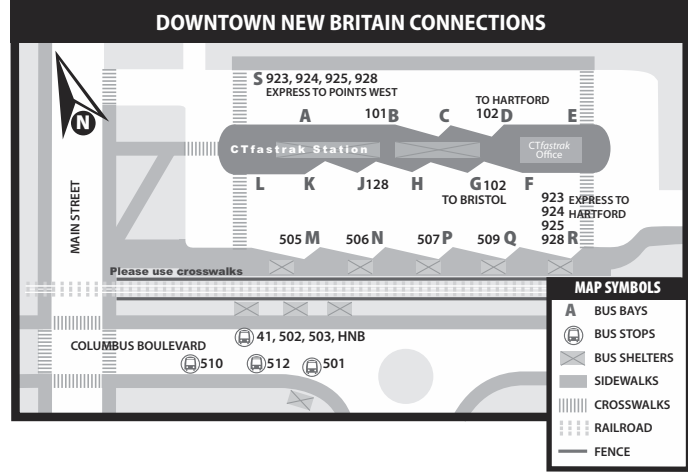 DOWNTOWN NEW BRITAIN CONNECTIONS
S 923, 924, 925, 928
EXPRESS TO POINTS WEST
N
TO HARTFORD
A 101 B C 102 D E
CTfastrak Station
CTfastrak
Office
L K J 128 H G 102 F
TO BRISTOL
923 EXPRESS TO
924 HARTFORD
925
928 R
505 M 506 N 507 P 509 Q
MAIN STREET
Please use crosswalks
COLUMBUS BOULEVARD
41, 502, 503, HNB
510 512 501
MAP SYMBOLS
A BUS BAYS
BUS STOPS
BUS SHELTERS
SIDEWALKS
CROSSWALKS
RAILROAD
FENCE